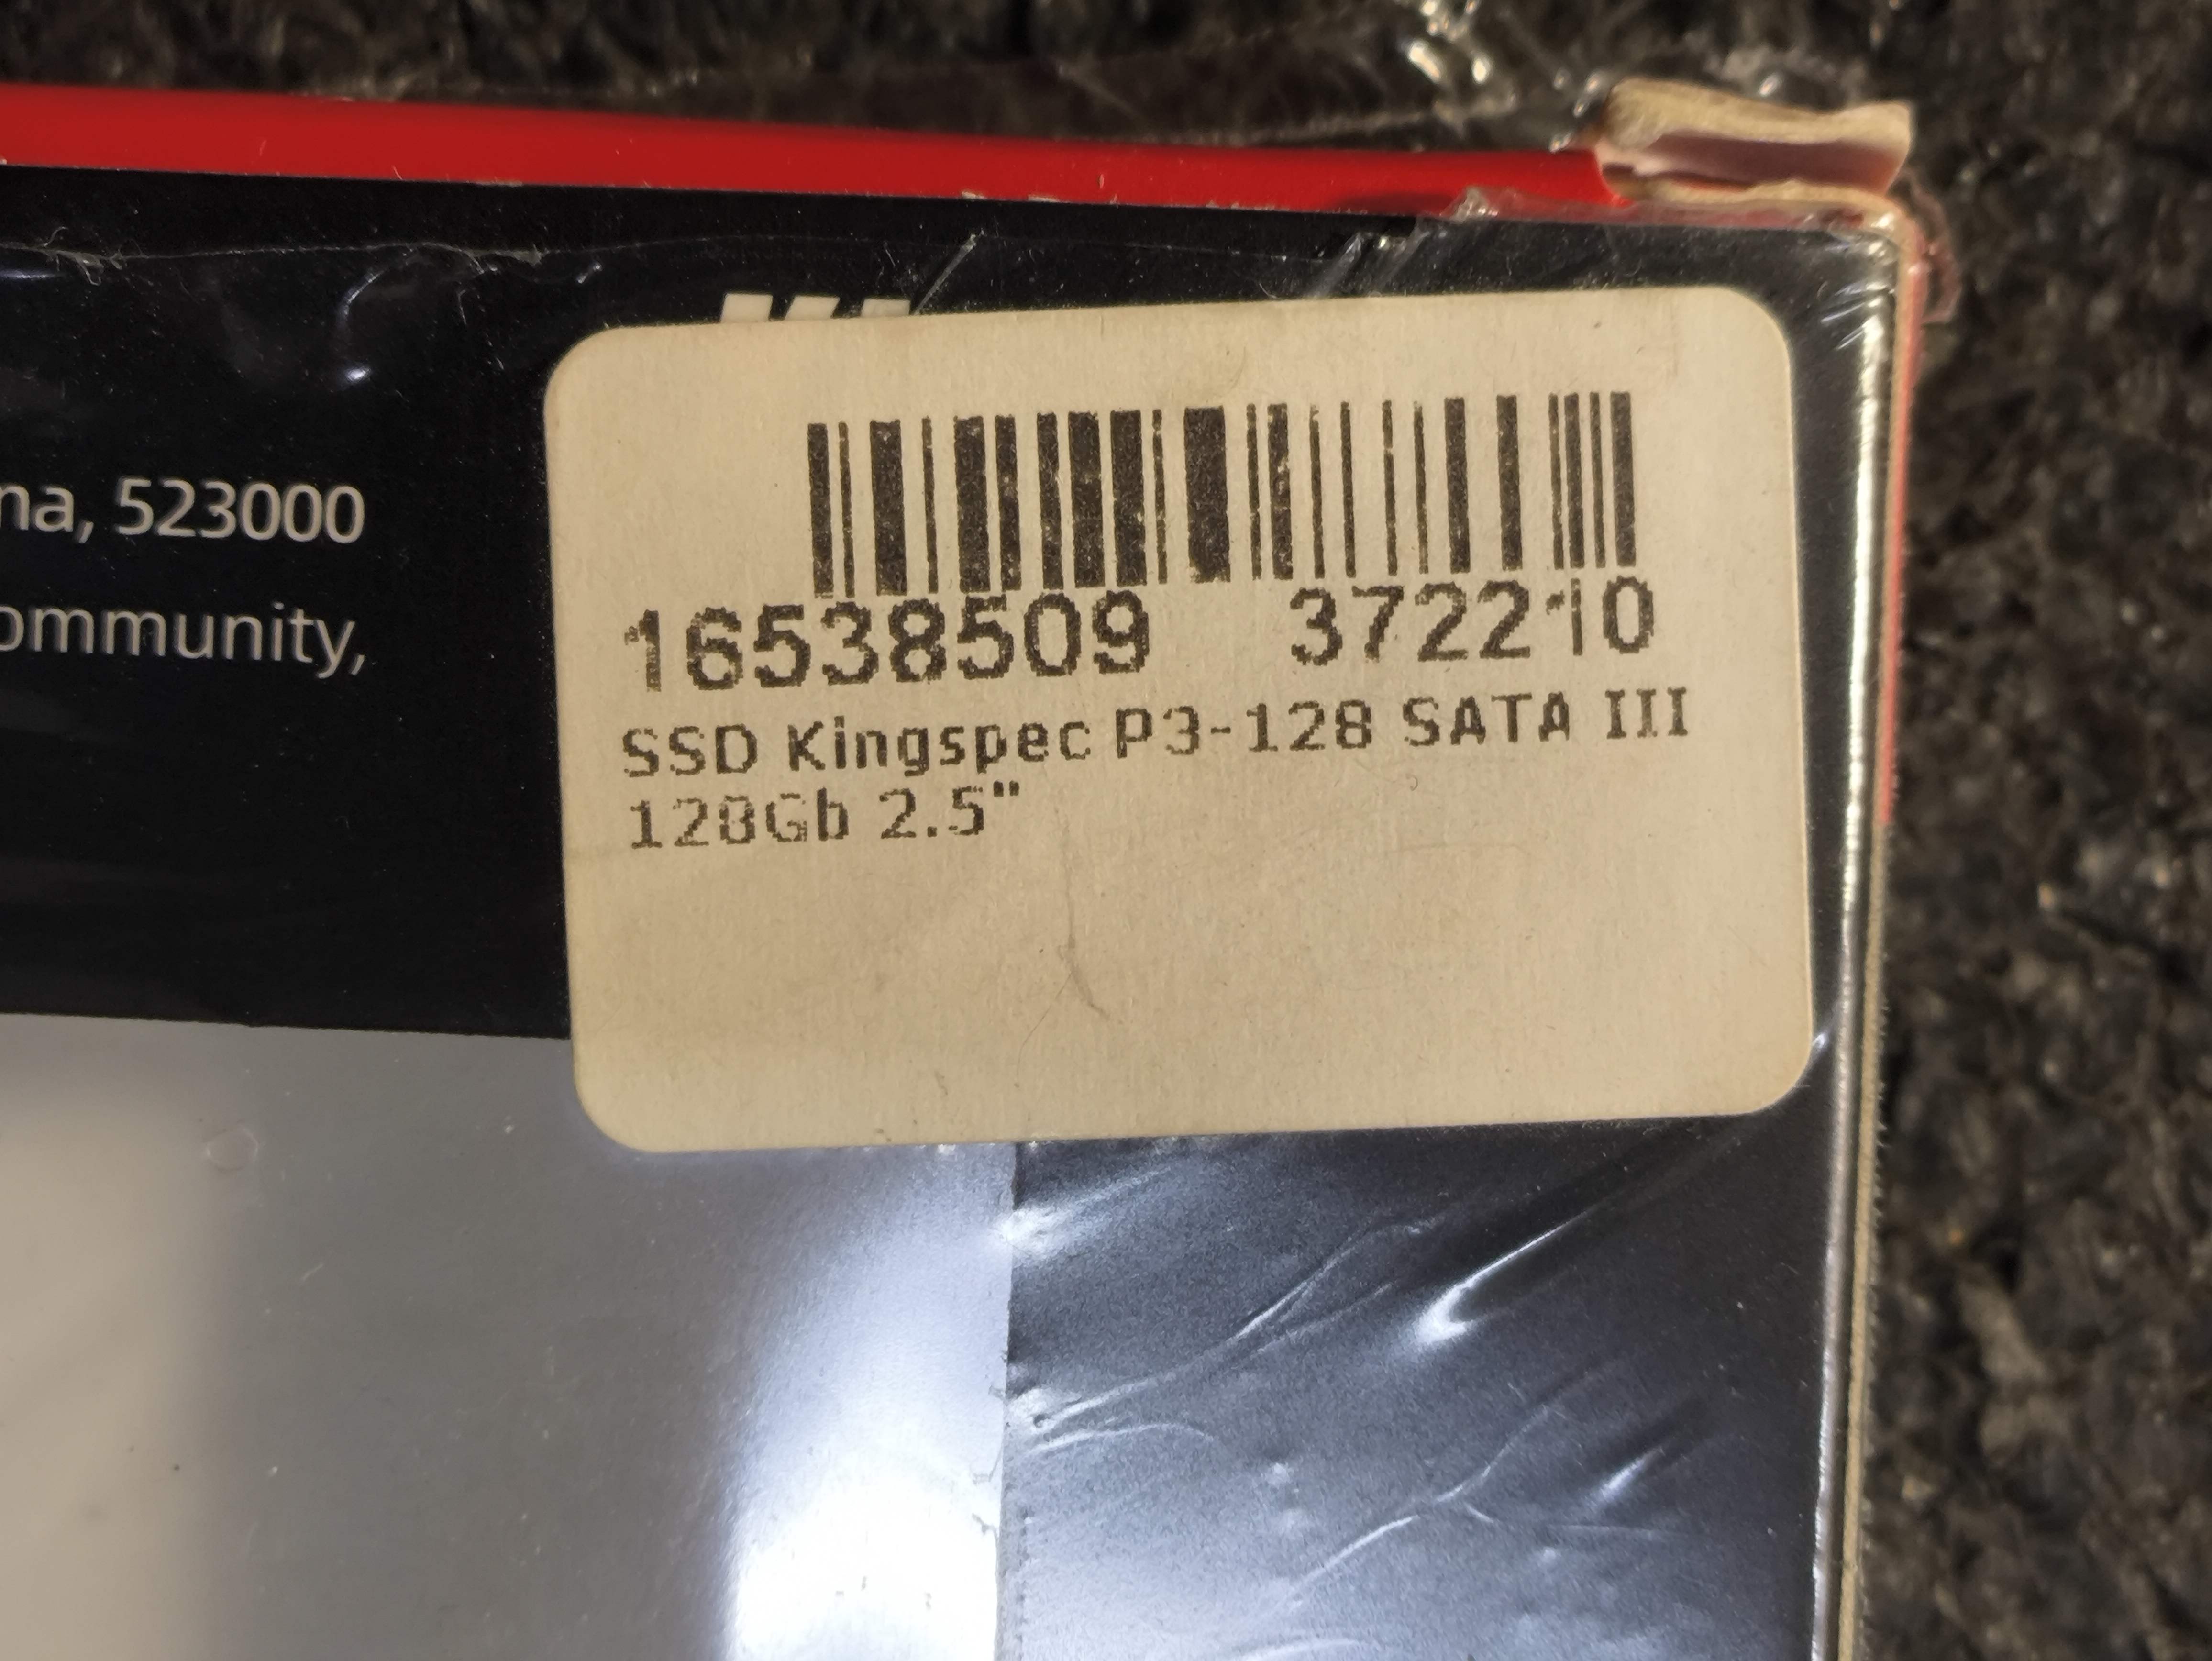 na, 523000
ommunity,
16538509 372210
SSD Kingspec P3-128 SATA III
128Gb 2.5"